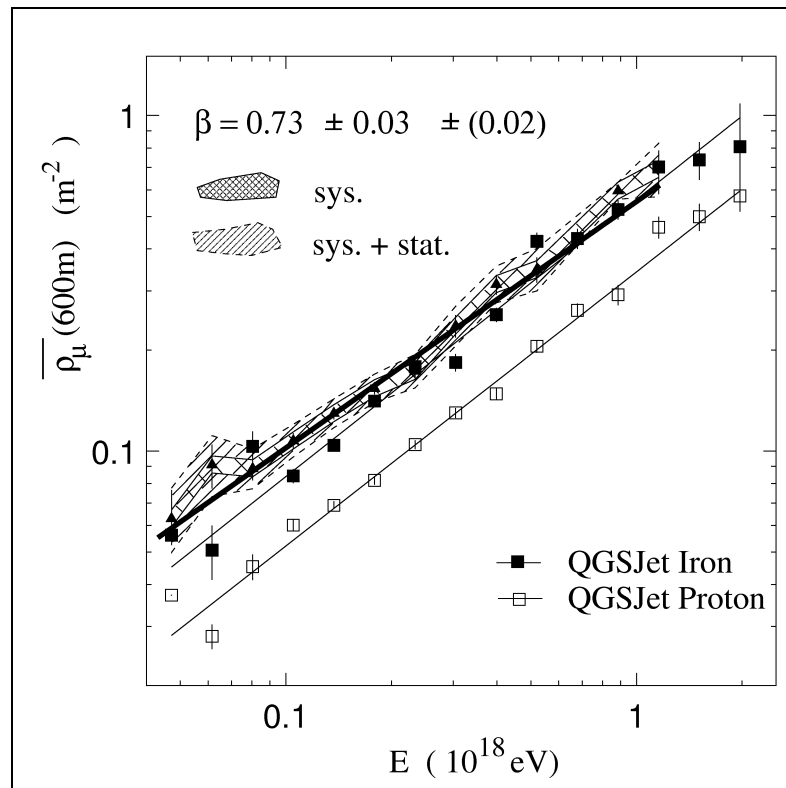 β = 0.73 ± 0.03 ± (0.02)
sys.
sys. + stat.
QGSJet Iron
QGSJet Proton
1
0.1
ρμ (600m) (m⁻²)
0.1
1
E ( 10¹⁸ eV)